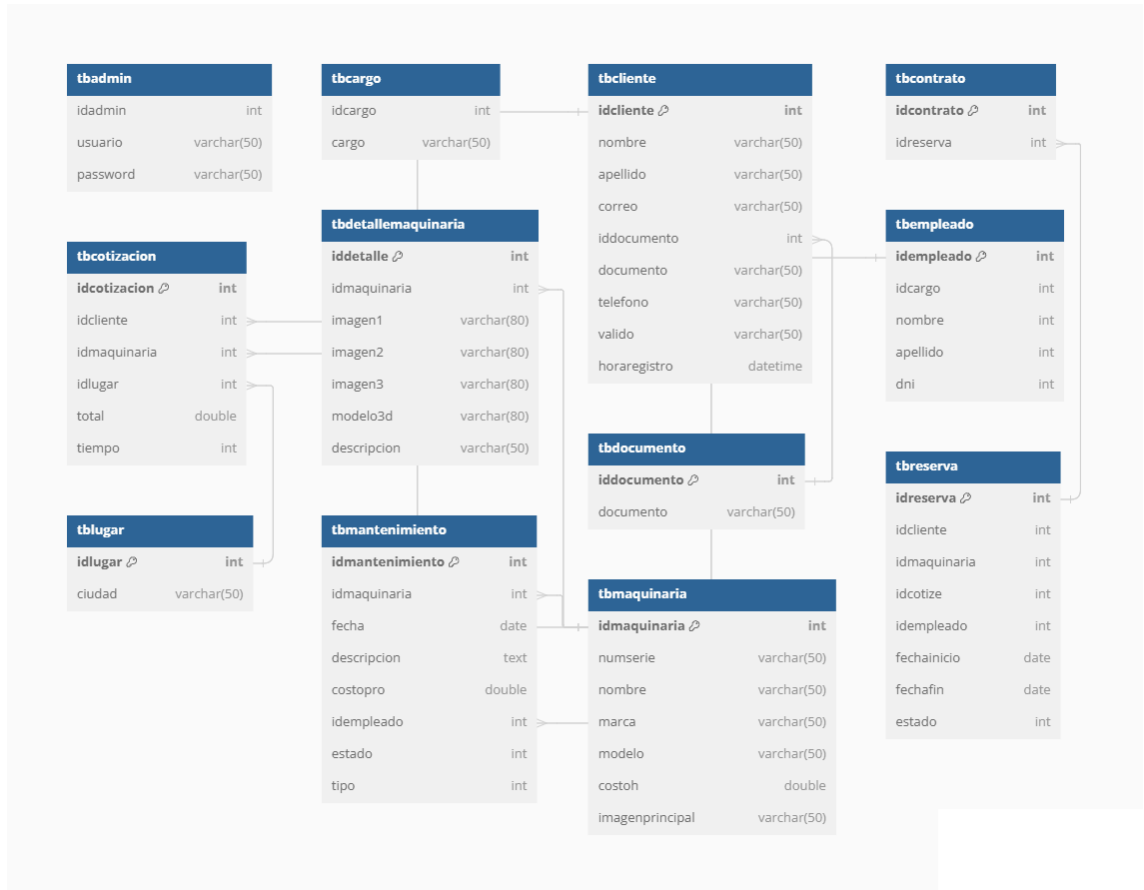 tbadmin
idadmin int
usuario varchar(50)
password varchar(50)
tbcargo
idcargo int
cargo varchar(50)
tbcliente
idcliente int
nombre varchar(50)
apellido varchar(50)
correo varchar(50)
iddocumento int
documento varchar(50)
telefono varchar(50)
valido varchar(50)
horaregistro datetime
tbcontrato
idcontrato int
idreserva int
tbcotizacion
idcotizacion int
idcliente int
idmaquinaria int
idlugar int
total double
tiempo int
tbdetallemaquinaria
iddetalle int
idmaquinaria int
imagen1 varchar(80)
imagen2 varchar(80)
imagen3 varchar(80)
modelo3d varchar(80)
descripcion varchar(50)
tbempleado
idempleado int
idcargo int
nombre int
apellido int
dni int
tbdocumento
iddocumento int
documento varchar(50)
tbreserva
idreserva int
idcliente int
idmaquinaria int
idcotize int
idempleado int
fechainicio date
fechafin date
estado int
tblugar
idlugar int
ciudad varchar(50)
tbmantenimiento
idmantenimiento int
idmaquinaria int
fecha date
descripcion text
costopro double
idempleado int
estado int
tipo int
tbmaquinaria
idmaquinaria int
numserie varchar(50)
nombre varchar(50)
marca varchar(50)
modelo varchar(50)
costoh double
imagenprincipal varchar(50)